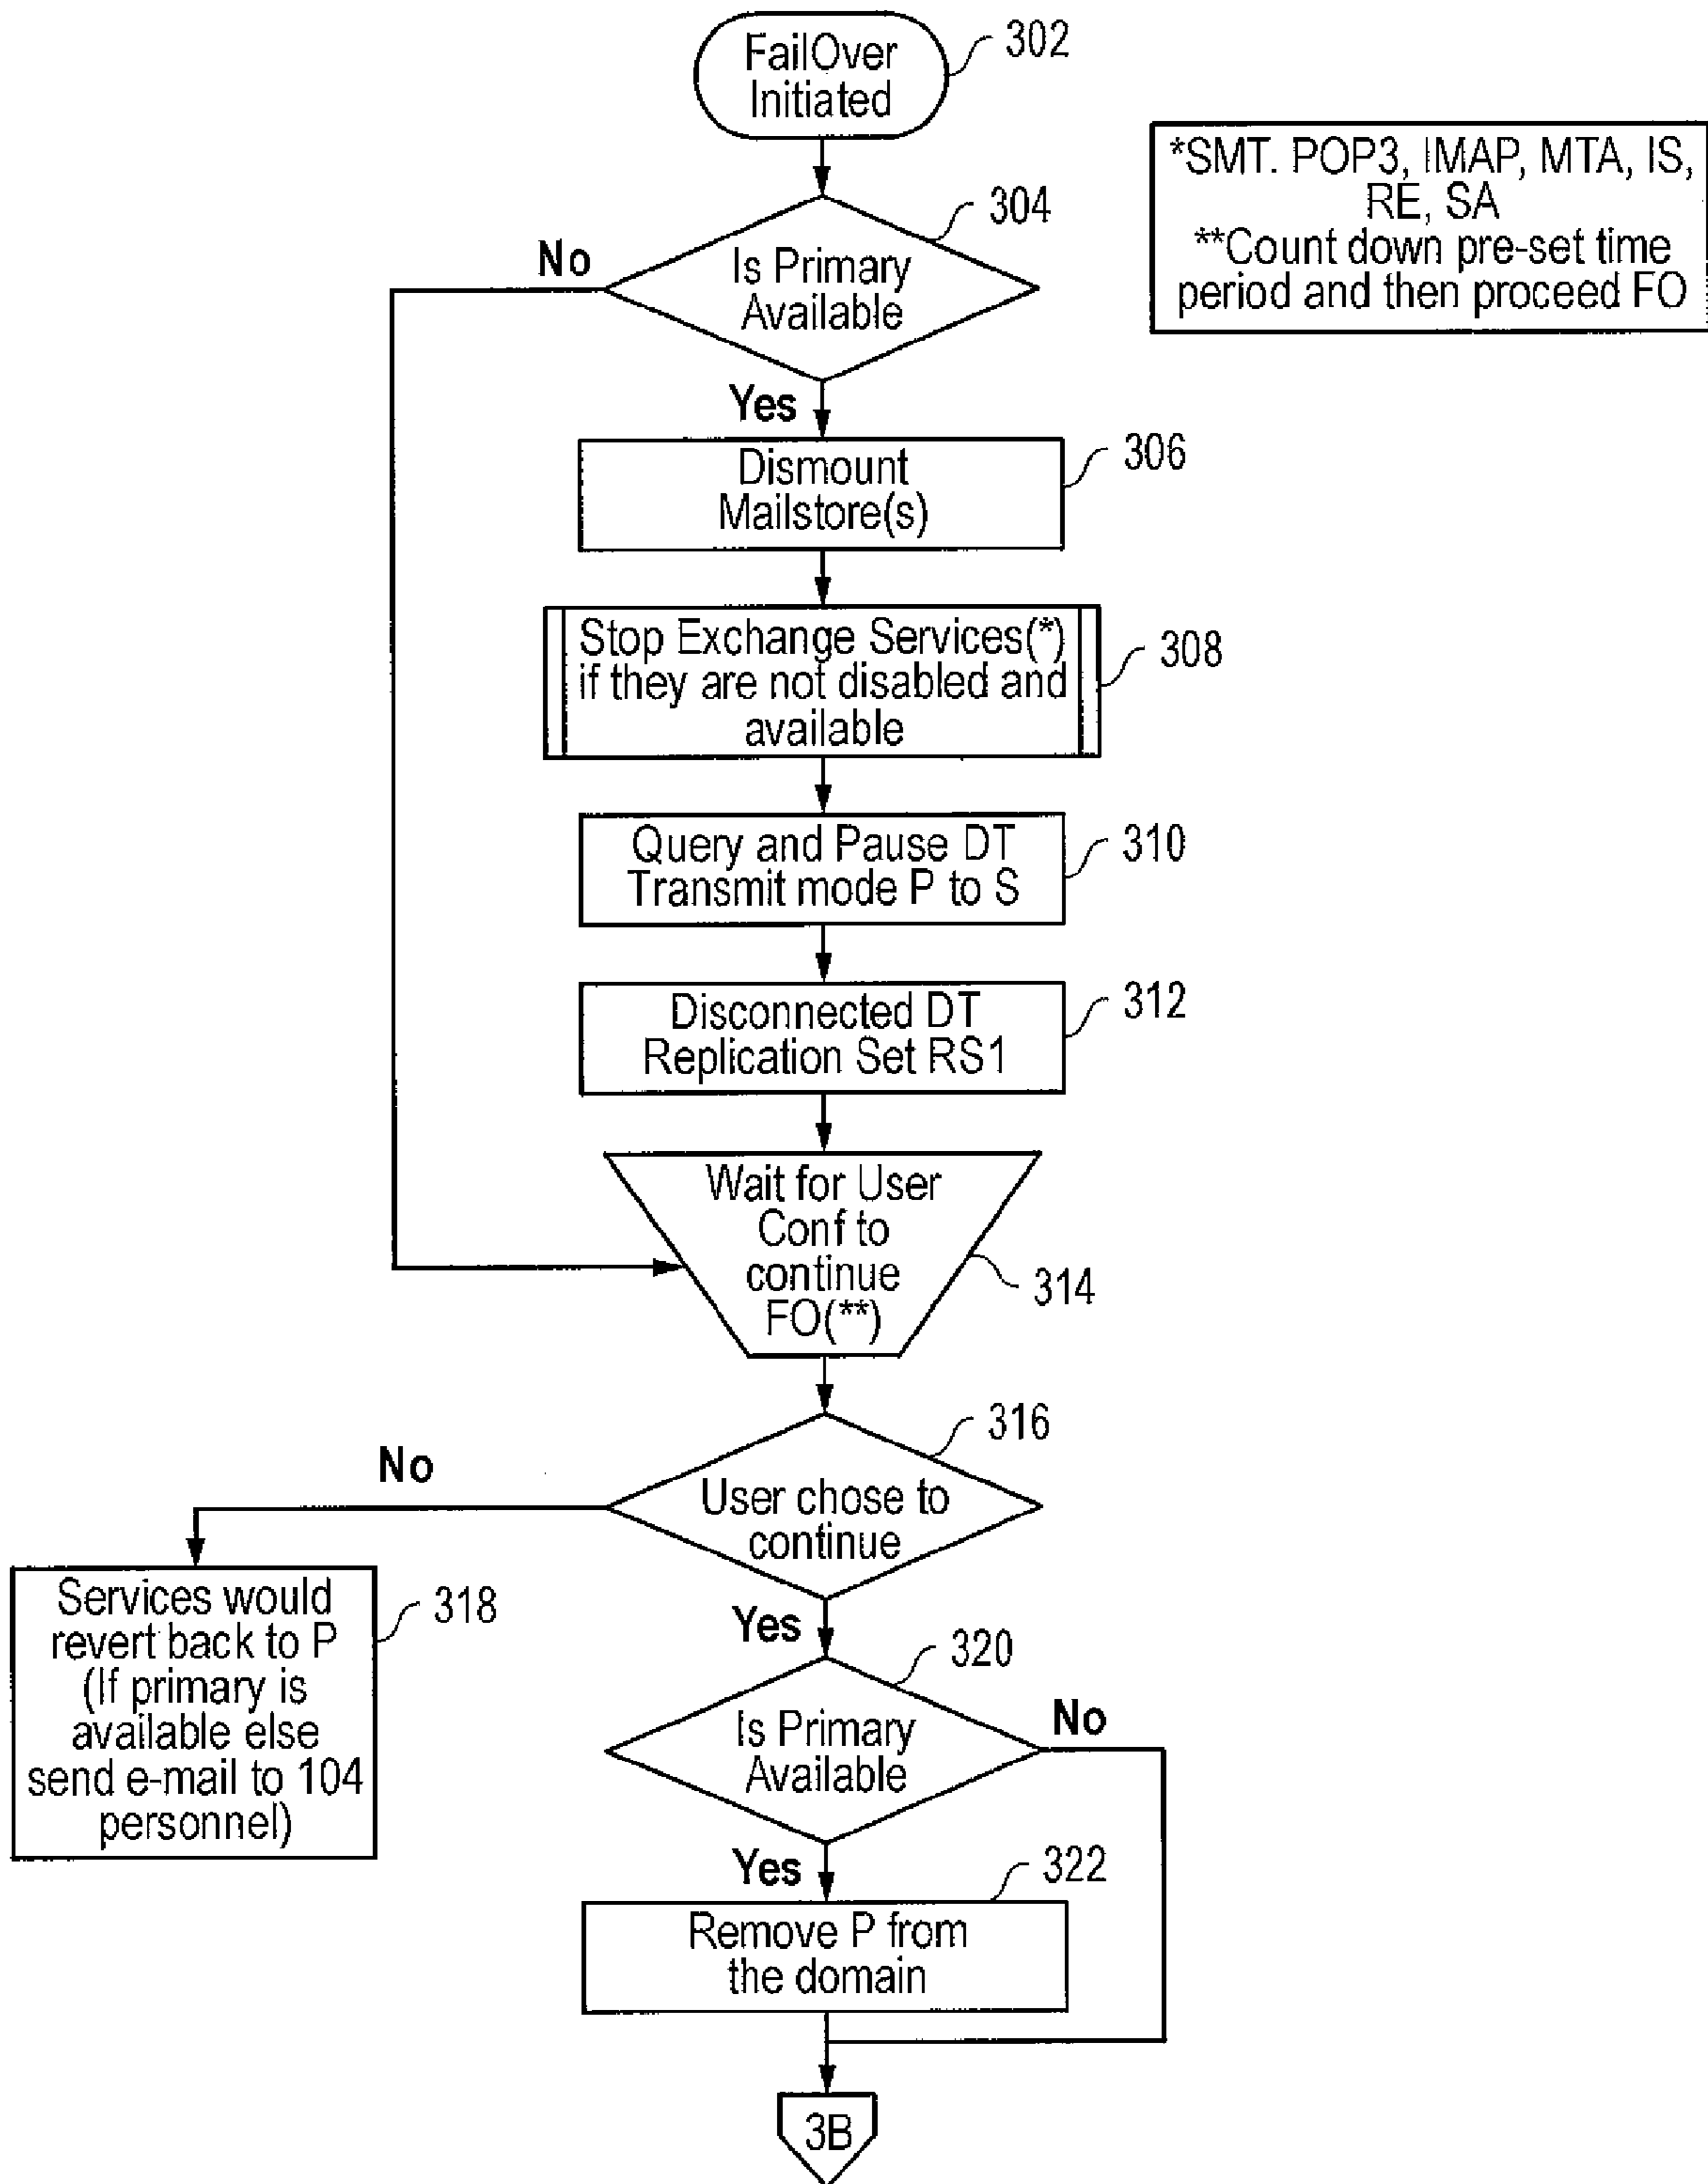 FailOver
Initiated
302
*SMT. POP3, IMAP, MTA, IS,
RE, SA
**Count down pre-set time
period and then proceed FO
304
No
Is Primary
Available
Yes
Dismount
Mailstore(s)
306
Stop Exchange Services(*)
if they are not disabled and
available
308
Query and Pause DT
Transmit mode P to S
310
Disconnected DT
Replication Set RS1
312
Wait for User
Conf to
continue
FO(**)
314
316
No
User chose to
continue
Services would
revert back to P
(If primary is
available else
send e-mail to 104
personnel)
318
Yes
320
Is Primary
Available
No
Yes
322
Remove P from
the domain
3B